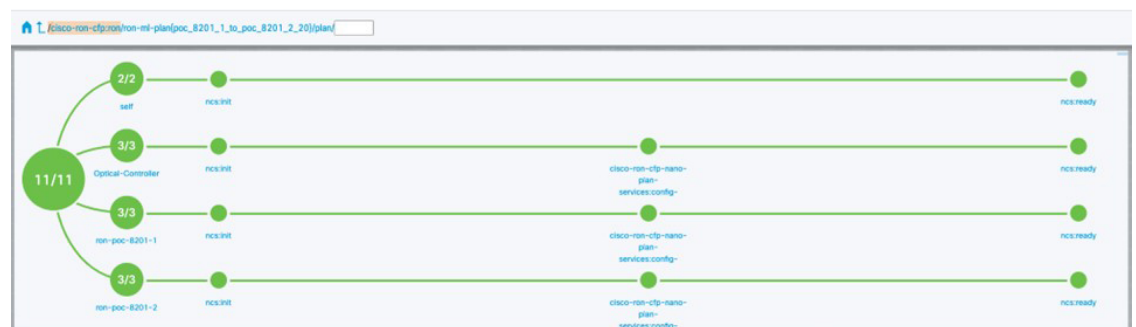 /cisco-ron-cfp:ron/ron-ml-plan{poc_8201_1_to_poc_8201_2_20}/plan/
2/2
self
ncs:init
ncs:ready
3/3
Optical-Controller
ncs:init
cisco-ron-cfp-nano-
plan-
services:config-
ncs:ready
11/11
3/3
ron-poc-8201-1
ncs:init
cisco-ron-cfp-nano-
plan-
services:config-
ncs:ready
3/3
ron-poc-8201-2
ncs:init
cisco-ron-cfp-nano-
plan-
services:config-
ncs:ready